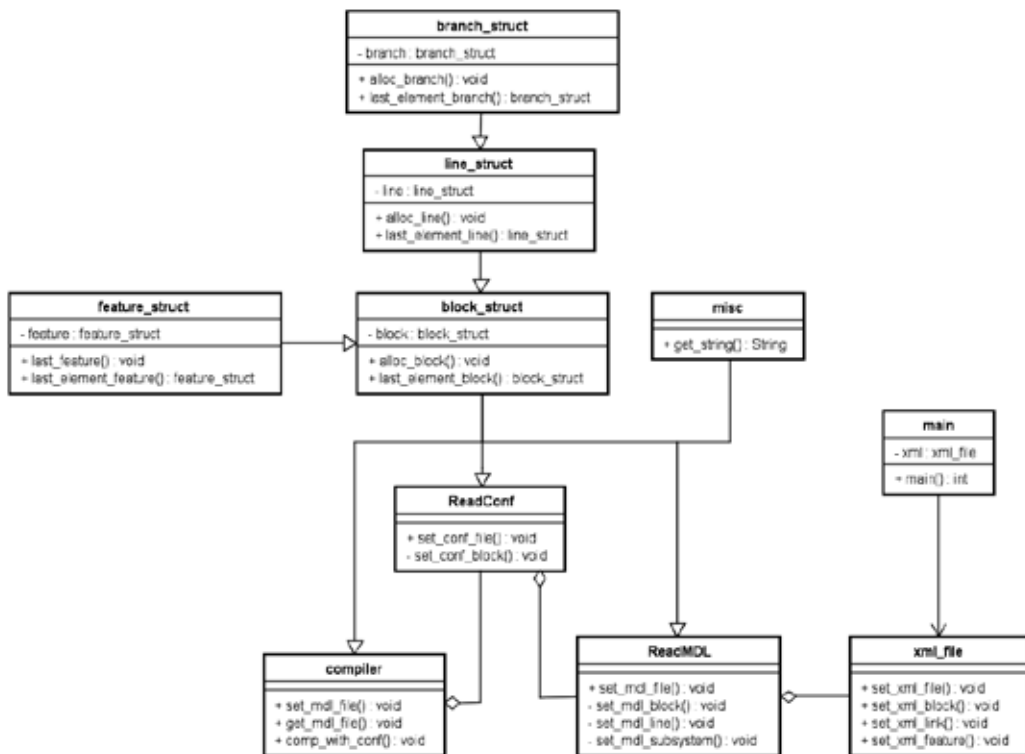 branch_struct
- branch : branch_struct
+ alloc_branch() : void
+ last_element_branch() : branch_struct
line_struct
- line : line_struct
+ alloc_line() : void
+ last_element_line() : line_struct
feature_struct
- feature : feature_struct
+ last_feature() : void
+ last_element_feature() : feature_struct
block_struct
- block : block_struct
+ alloc_block() : void
+ last_element_block() : block_struct
misc
+ get_string() : String
main
- xml : xml_file
+ main() : int
ReadConf
+ set_conf_file() : void
- set_conf_block() : void
compiler
+ set_mdl_file() : void
+ get_mdl_file() : void
+ comp_with_conf() : void
ReadMDL
+ set_mdl_file() : void
- set_mdl_block() : void
- set_mdl_line() : void
- set_mdl_subsystem() : void
xml_file
+ set_xml_file() : void
+ set_xml_block() : void
+ set_xml_link() : void
+ set_xml_feature() : void